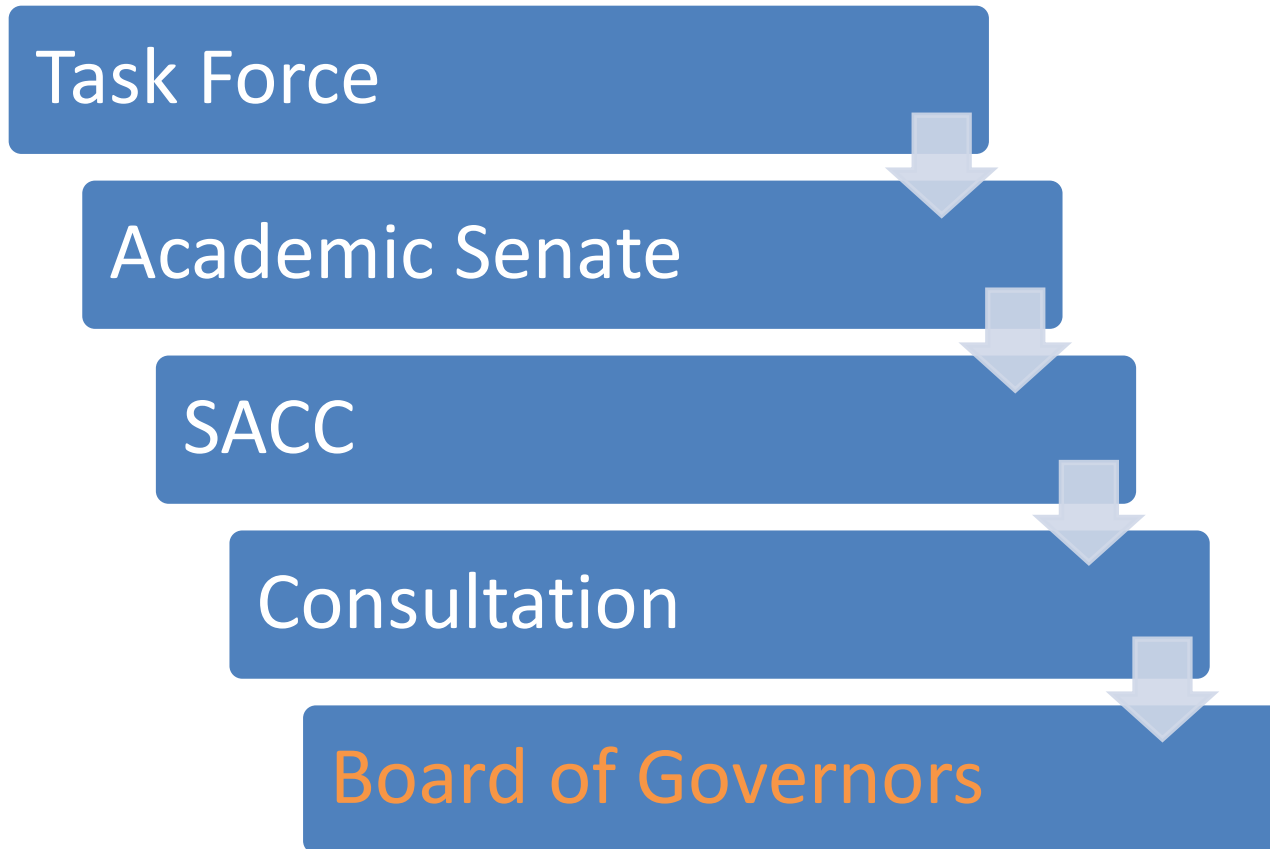 Task Force
Academic Senate
SACC
Consultation
Board of Governors